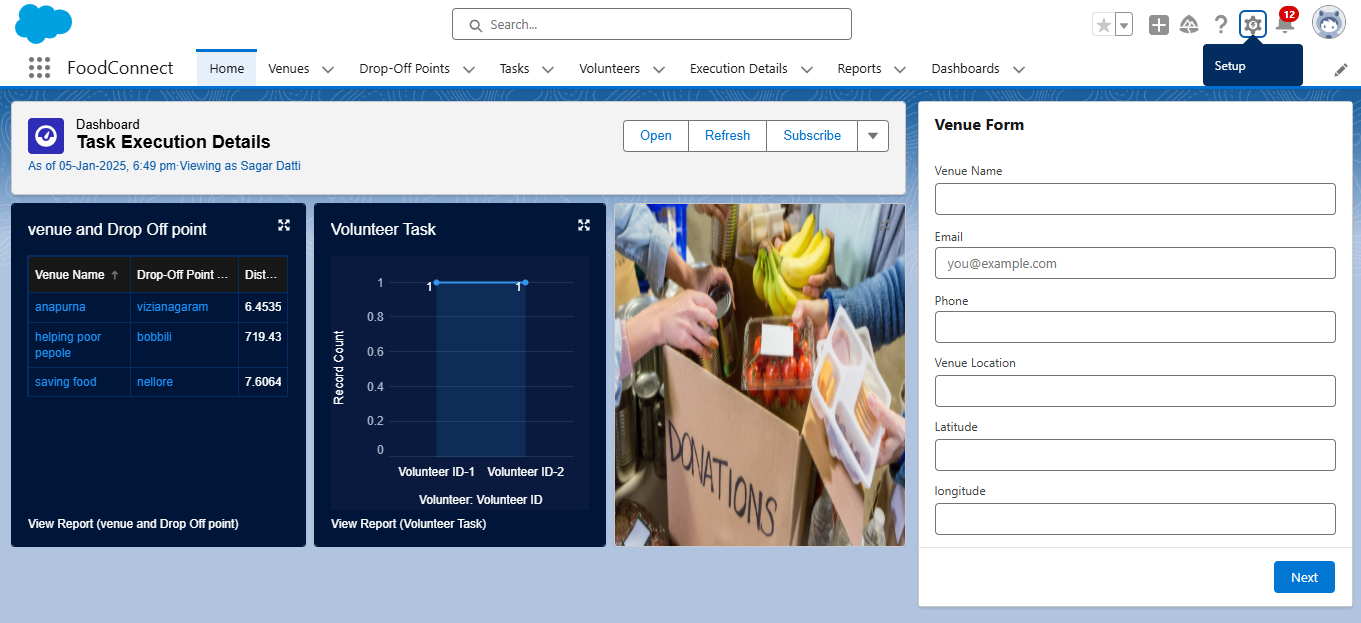 Search...
12
FoodConnect
Home
Venues
Drop-Off Points
Tasks
Volunteers
Execution Details
Reports
Dashboards
Setup
Dashboard
Task Execution Details
As of 05-Jan-2025, 6:49 pm·Viewing as Sagar Datti
Open
Refresh
Subscribe
venue and Drop Off point
Venue Name ↑ Drop-Off Point ... Dist...
anapurna vizianagaram 6.4535
helping poor bobbili 719.43
pepole
saving food nellore 7.6064
View Report (venue and Drop Off point)
Volunteer Task
Record Count
1
0.8
0.6
0.4
0.2
0
1 1
Volunteer ID-1 Volunteer ID-2
Volunteer: Volunteer ID
View Report (Volunteer Task)
DONATIONS
Venue Form
Venue Name
Email
you@example.com
Phone
Venue Location
Latitude
longitude
Next